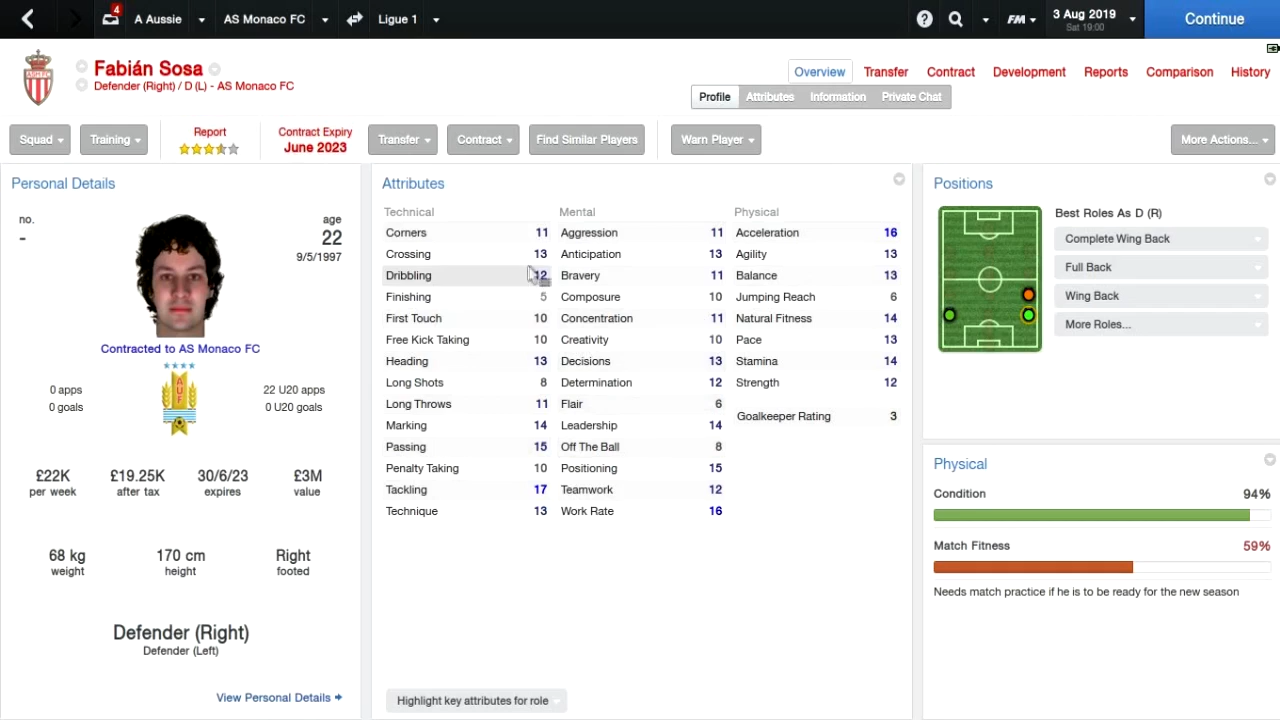 4
A Aussie
AS Monaco FC
Ligue 1
FM
3 Aug 2019
Sat 19:00
Continue
Fabián Sosa
Defender (Right) / D (L) - AS Monaco FC
Overview
Transfer
Contract
Development
Reports
Comparison
History
Profile
Attributes
Information
Private Chat
Squad
Training
Report
Contract Expiry
June 2023
Transfer
Contract
Find Similar Players
Warn Player
More Actions...
Personal Details
no.
-
age
22
9/5/1997
Contracted to AS Monaco FC
0 apps
0 goals
AUF
22 U20 apps
0 U20 goals
£22K
per week
£19.25K
after tax
30/6/23
expires
£3M
value
68 kg
weight
170 cm
height
Right
footed
Defender (Right)
Defender (Left)
View Personal Details
Attributes
Technical Mental Physical
Corners 11 Aggression 11 Acceleration 16
Crossing 13 Anticipation 13 Agility 13
Dribbling 12 Bravery 11 Balance 13
Finishing 5 Composure 10 Jumping Reach 6
First Touch 10 Concentration 11 Natural Fitness 14
Free Kick Taking 10 Creativity 10 Pace 13
Heading 13 Decisions 13 Stamina 14
Long Shots 8 Determination 12 Strength 12
Long Throws 11 Flair 6
Goalkeeper Rating 3
Marking 14 Leadership 14
Passing 15 Off The Ball 8
Penalty Taking 10 Positioning 15
Tackling 17 Teamwork 12
Technique 13 Work Rate 16
Highlight key attributes for role
Positions
Best Roles As D (R)
Complete Wing Back
Full Back
Wing Back
More Roles...
Physical
Condition 94%
Match Fitness 59%
Needs match practice if he is to be ready for the new season